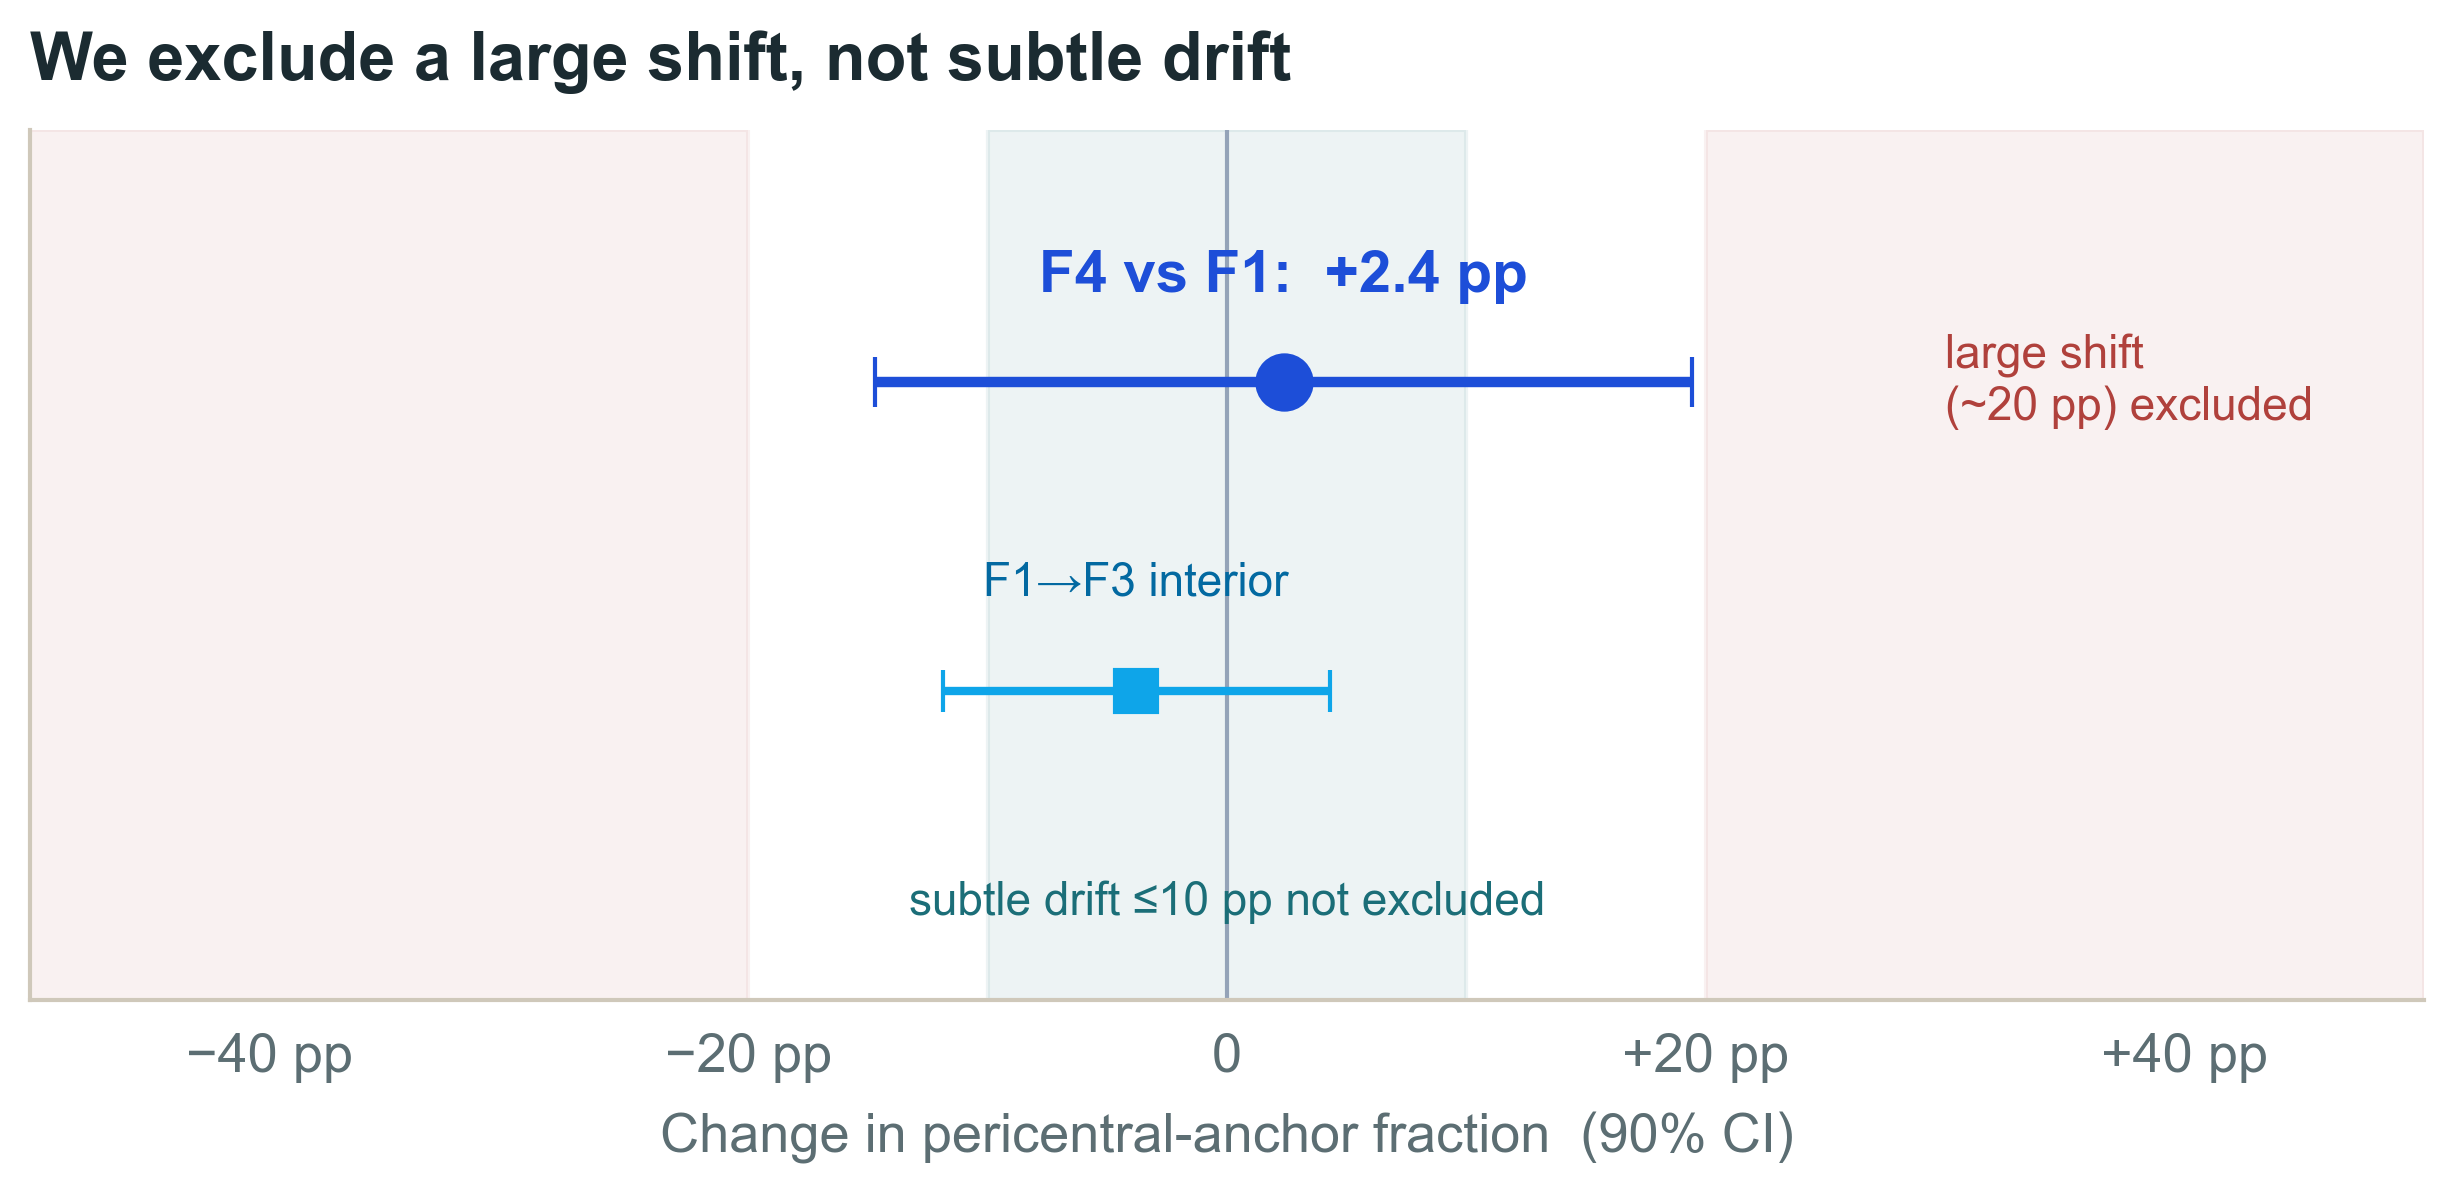 We exclude a large shift, not subtle drift
F4 vs F1:  +2.4 pp
large shift
(~20 pp) excluded
F1→F3 interior
subtle drift ≤10 pp not excluded
−40 pp
−20 pp
0
+20 pp
+40 pp
Change in pericentral-anchor fraction  (90% CI)